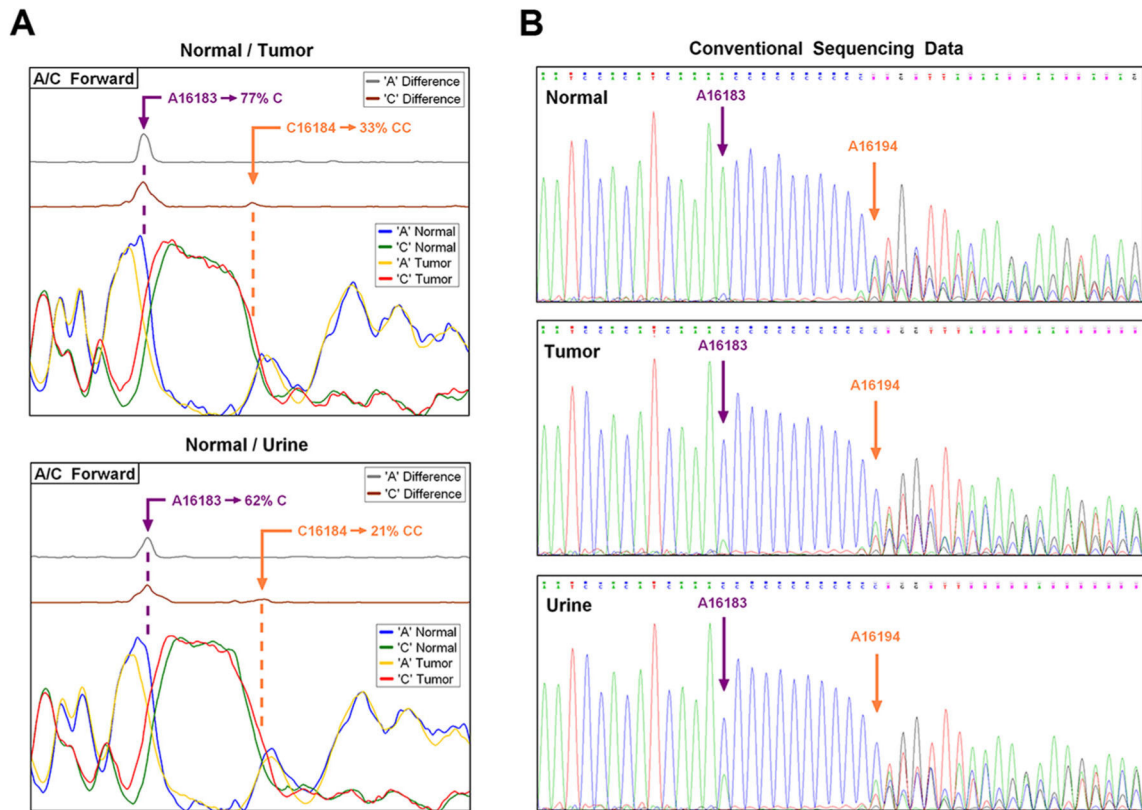 A
Normal / Tumor
A/C Forward
'A' Difference
'C' Difference
A16183 → 77% C
C16184 → 33% CC
'A' Normal
'C' Normal
'A' Tumor
'C' Tumor
Normal / Urine
A/C Forward
'A' Difference
'C' Difference
A16183 → 62% C
C16184 → 21% CC
'A' Normal
'C' Normal
'A' Tumor
'C' Tumor
B
Conventional Sequencing Data
Normal
A16183
A16194
Tumor
A16183
A16194
Urine
A16183
A16194